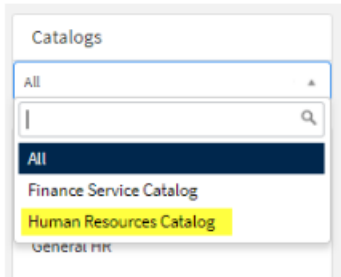 Catalogs
All
All
Finance Service Catalog
Human Resources Catalog
General HR